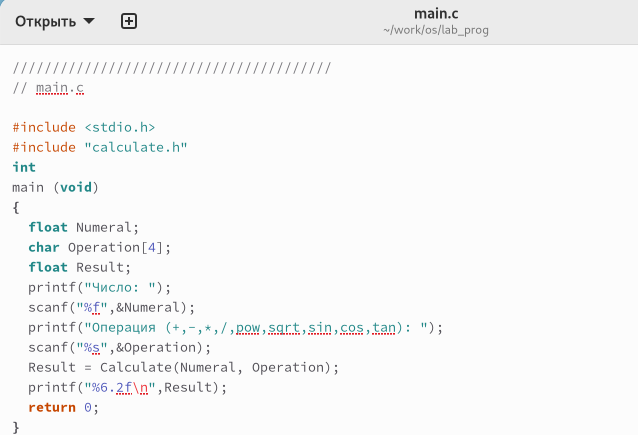 Открыть
main.c
~/work/os/lab_prog
////////////////////////////////////////
// main.c
#include <stdio.h>
#include "calculate.h"
int
main (void)
{
  float Numeral;
  char Operation[4];
  float Result;
  printf("Число: ");
  scanf("%f",&Numeral);
  printf("Операция (+,-,*,/,pow,sqrt,sin,cos,tan): ");
  scanf("%s",&Operation);
  Result = Calculate(Numeral, Operation);
  printf("%6.2f\n",Result);
  return 0;
}